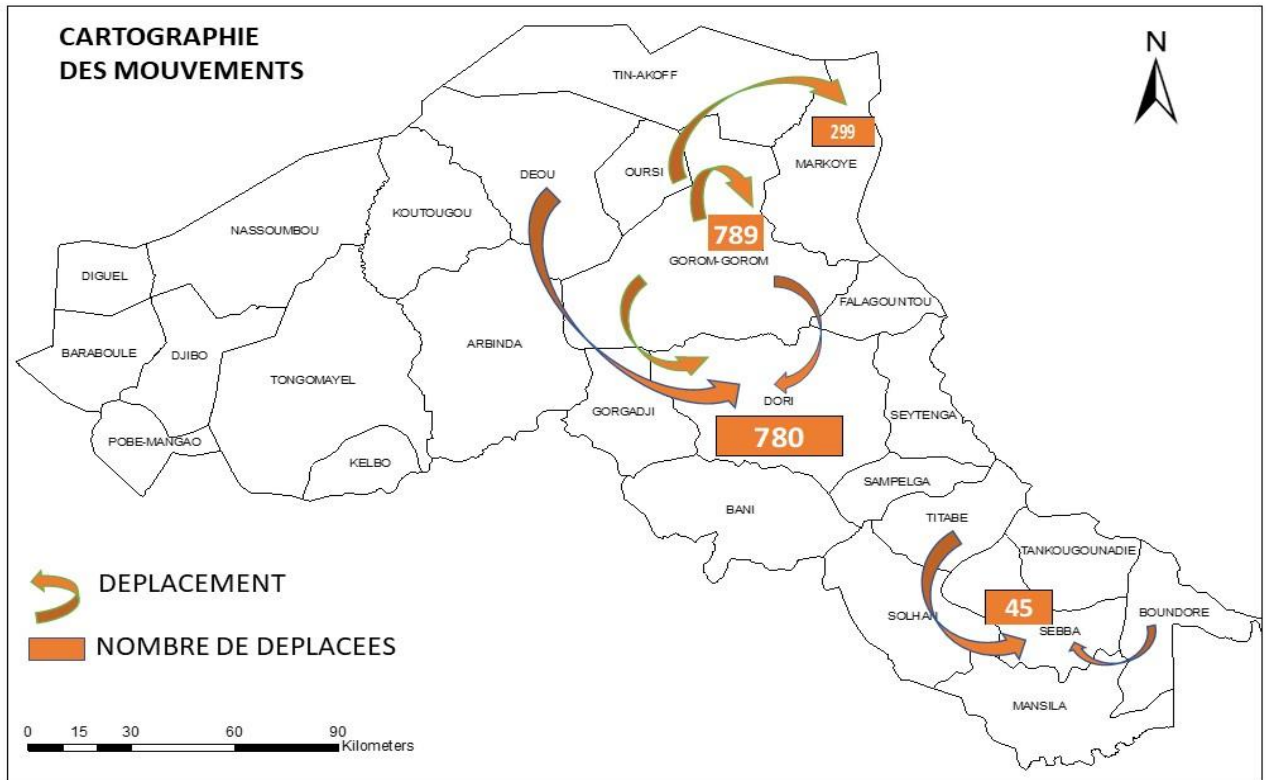 CARTOGRAPHIE
DES MOUVEMENTS
N
TIN-AKOFF
299
MARKOYE
OURSI
DEOU
KOUTOUGOU
NASSOUMBOU
789
GOROM-GOROM
DIGUEL
FALAGOUNTOU
BARABOULE
DJIBO
ARBINDA
TONGOMAYEL
DORI
GORGADJI
SEYTENGA
780
POBE-MANGAO
KELBO
SAMPELGA
BANI
TITABE
TANKOUGOUNADIE
DEPLACEMENT
45
SOLHAN
BOUNDORE
SEBBA
NOMBRE DE DEPLACEES
MANSILA
0 15 30 60 90
Kilometers